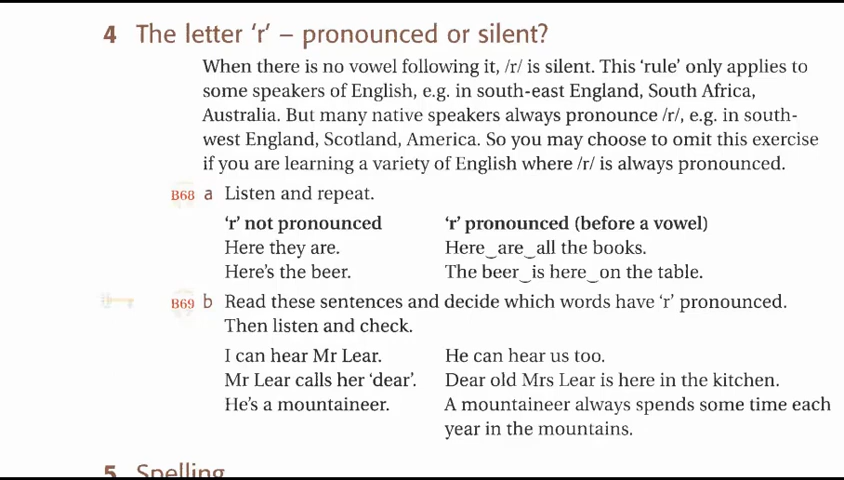 4 The letter ‘r’ – pronounced or silent?
When there is no vowel following it, /r/ is silent. This ‘rule’ only applies to
some speakers of English, e.g. in south-east England, South Africa,
Australia. But many native speakers always pronounce /r/, e.g. in south-
west England, Scotland, America. So you may choose to omit this exercise
if you are learning a variety of English where /r/ is always pronounced.
B68 a Listen and repeat.
‘r’ not pronounced ‘r’ pronounced (before a vowel)
Here they are. Here‿are‿all the books.
Here’s the beer. The beer‿is here‿on the table.
B69 b Read these sentences and decide which words have ‘r’ pronounced.
Then listen and check.
I can hear Mr Lear. He can hear us too.
Mr Lear calls her ‘dear’. Dear old Mrs Lear is here in the kitchen.
He’s a mountaineer. A mountaineer always spends some time each
year in the mountains.
5 Spelling